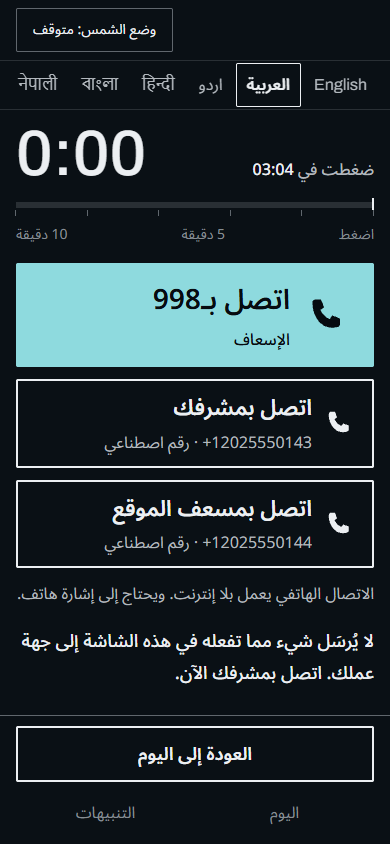 وضع الشمس: متوقف
English العربية اردو हिन्दी বাংলা नेपाली
ضغطت في 03:04
0:00
اضغط 5 دقيقة 10 دقيقة
اتصل بـ998
الإسعاف
اتصل بمشرفك
+12025550143 · رقم اصطناعي
اتصل بمسعف الموقع
+12025550144 · رقم اصطناعي
الاتصال الهاتفي يعمل بلا إنترنت. ويحتاج إلى إشارة هاتف.
لا يُرسَل شيء مما تفعله في هذه الشاشة إلى جهة
عملك. اتصل بمشرفك الآن.
العودة إلى اليوم
اليوم التنبيهات